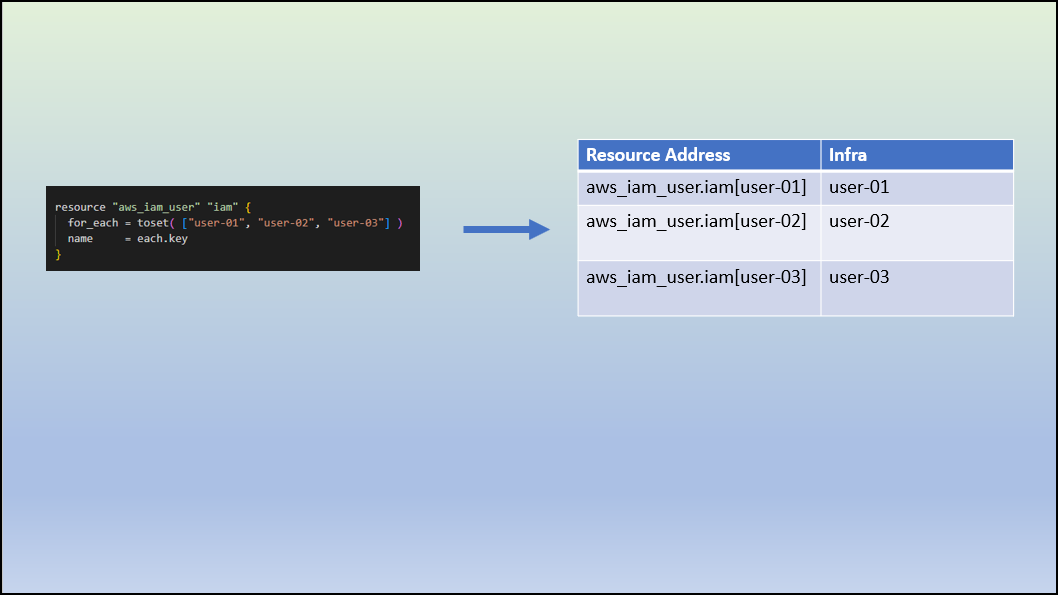 resource "aws_iam_user" "iam" {
for_each = toset( ["user-01", "user-02", "user-03"] )
name     = each.key
}
Resource Address Infra
aws_iam_user.iam[user-01] user-01
aws_iam_user.iam[user-02] user-02
aws_iam_user.iam[user-03] user-03